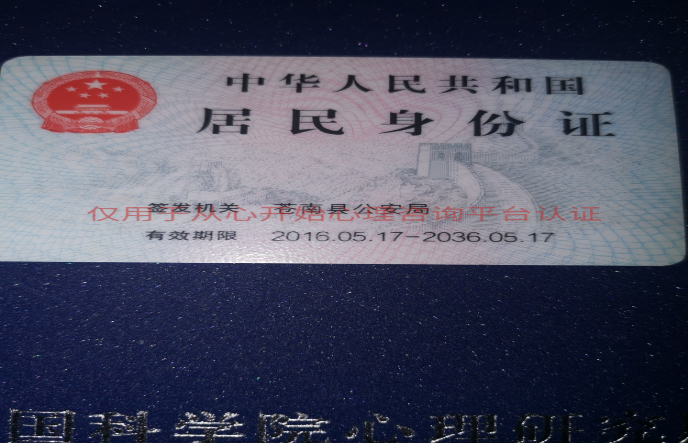 中华人民共和国
居民身份证
签发机关 苍南县公安局
仅用于从心开始心理咨询平台认证
有效期限 2016.05.17-2036.05.17
国科学院心理研究